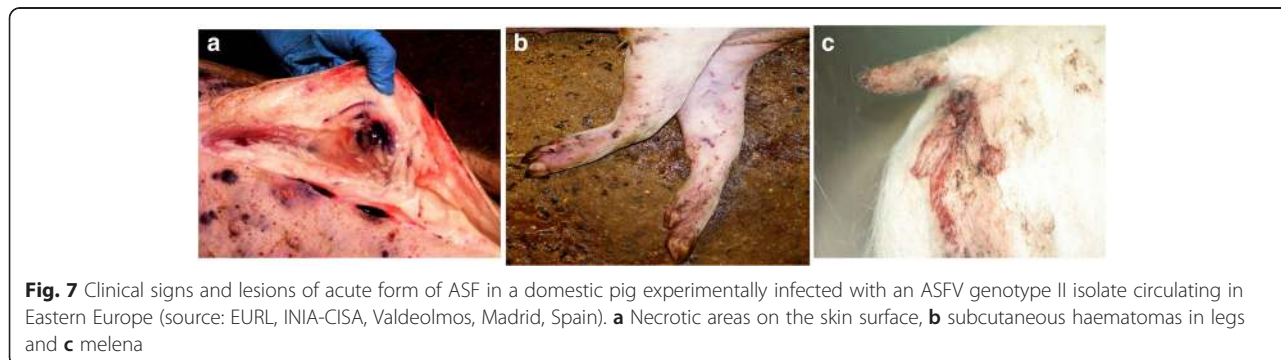 a
b
c
Fig. 7 Clinical signs and lesions of acute form of ASF in a domestic pig experimentally infected with an ASFV genotype II isolate circulating in
Eastern Europe (source: EURL, INIA-CISA, Valdeolmos, Madrid, Spain). a Necrotic areas on the skin surface, b subcutaneous haematomas in legs
and c melena